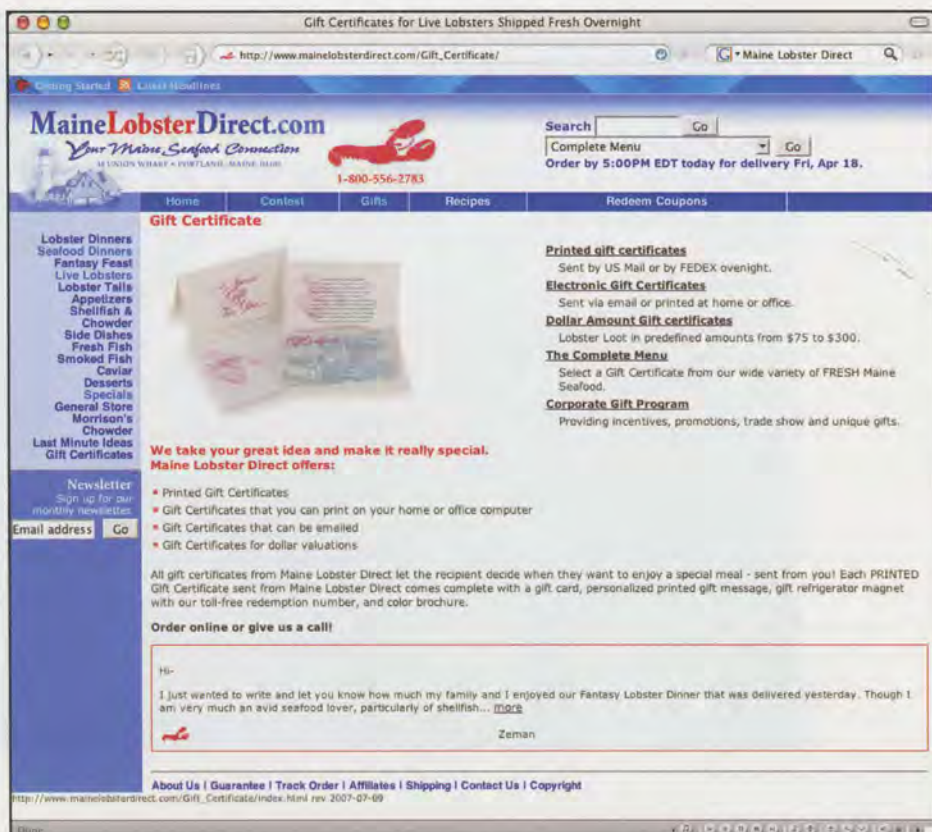 Gift Certificates for Live Lobsters Shipped Fresh Overnight
http://www.mainelobsterdirect.com/Gift_Certificate/
G Maine Lobster Direct
Getting Started Latest Headlines
MaineLobsterDirect.com
Your Maine Seafood Connection
UNION WHARF • PORTLAND, MAINE
1-800-556-2783
Search Go
Complete Menu Go
Order by 5:00PM EDT today for delivery Fri, Apr 18.
Home Contest Gifts Recipes Redeem Coupons
Lobster Dinners
Seafood Dinners
Fantasy Feast
Live Lobsters
Lobster Tails
Appetizers
Shellfish &
Chowder
Side Dishes
Fresh Fish
Smoked Fish
Caviar
Desserts
Specials
General Store
Morrison's
Chowder
Last Minute Ideas
Gift Certificates
Newsletter
Sign up for our
monthly newsletter
Email address Go
Gift Certificate
Printed gift certificates
Sent by US Mail or by FEDEX ovenight.
Electronic Gift Certificates
Sent via email or printed at home or office.
Dollar Amount Gift certificates
Lobster Loot in predefined amounts from $75 to $300.
The Complete Menu
Select a Gift Certificate from our wide variety of FRESH Maine
Seafood.
Corporate Gift Program
Providing incentives, promotions, trade show and unique gifts.
We take your great idea and make it really special.
Maine Lobster Direct offers:
• Printed Gift Certificates
• Gift Certificates that you can print on your home or office computer
• Gift Certificates that can be emailed
• Gift Certificates for dollar valuations
All gift certificates from Maine Lobster Direct let the recipient decide when they want to enjoy a special meal - sent from you! Each PRINTED
Gift Certificate sent from Maine Lobster Direct comes complete with a gift card, personalized printed gift message, gift refrigerator magnet
with our toll-free redemption number, and color brochure.
Order online or give us a call!
Hi-
I just wanted to write and let you know how much my family and I enjoyed our Fantasy Lobster Dinner that was delivered yesterday. Though I
am very much an avid seafood lover, particularly of shellfish... more
Zeman
About Us | Guarantee | Track Order | Affiliates | Shipping | Contact Us | Copyright
http://www.mainelobsterdirect.com/Gift_Certificate/index.html rev 2007-07-09
Done